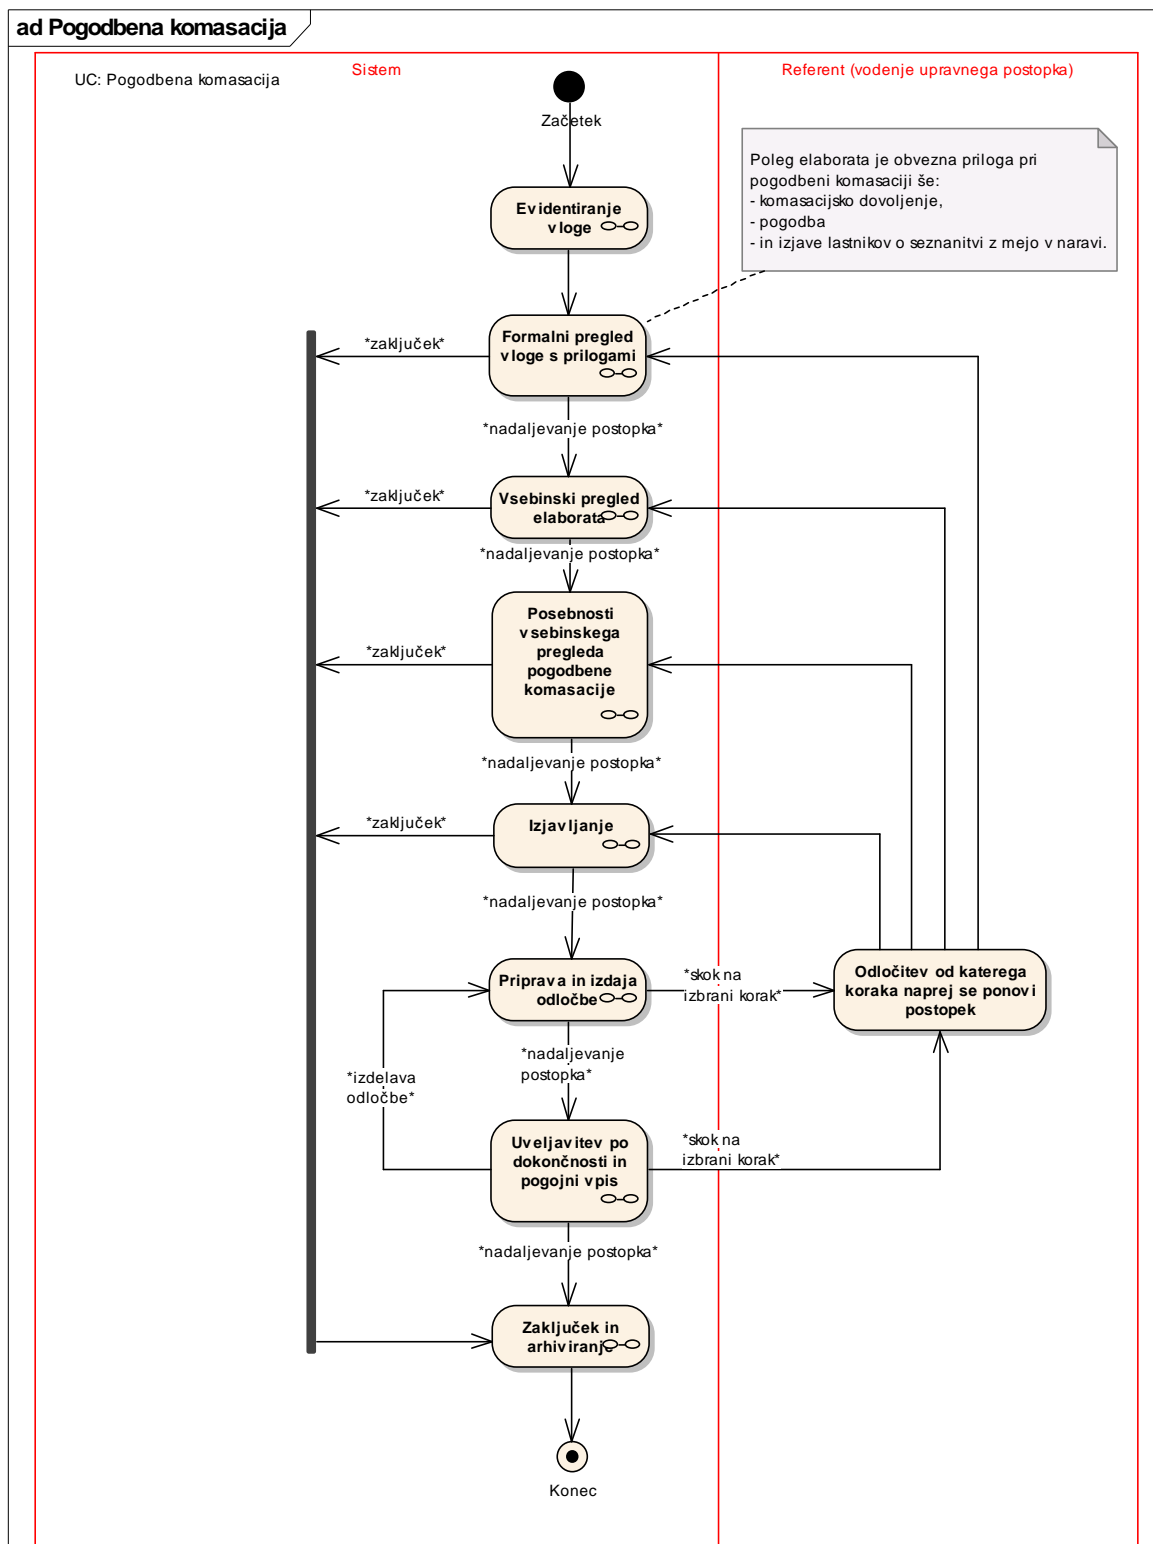 ad Pogodbena komasacija
UC: Pogodbena komasacija
Sistem
Referent (vodenje upravnega postopka)
Začetek
Poleg elaborata je obvezna priloga pri
pogodbeni komasaciji še:
- komasacijsko dovoljenje,
- pogodba
- in izjave lastnikov o seznanitvi z mejo v naravi.
Evidentiranje
vloge
Formalni pregled
vloge s prilogami
*zaključek*
*nadaljevanje postopka*
Vsebinski pregled
elaborata
*zaključek*
*nadaljevanje postopka*
Posebnosti
vsebinskega
pregleda
pogodbene
komasacije
*zaključek*
*nadaljevanje postopka*
Izjavljanje
*zaključek*
*nadaljevanje postopka*
Priprava in izdaja
odločbe
*skok na
izbrani korak*
Odločitev od katerega
koraka naprej se ponovi
postopek
*nadaljevanje
postopka*
*izdelava
odločbe*
Uveljavitev po
dokončnosti in
pogojni vpis
*skok na
izbrani korak*
*nadaljevanje postopka*
Zaključek in
arhiviranje
Konec